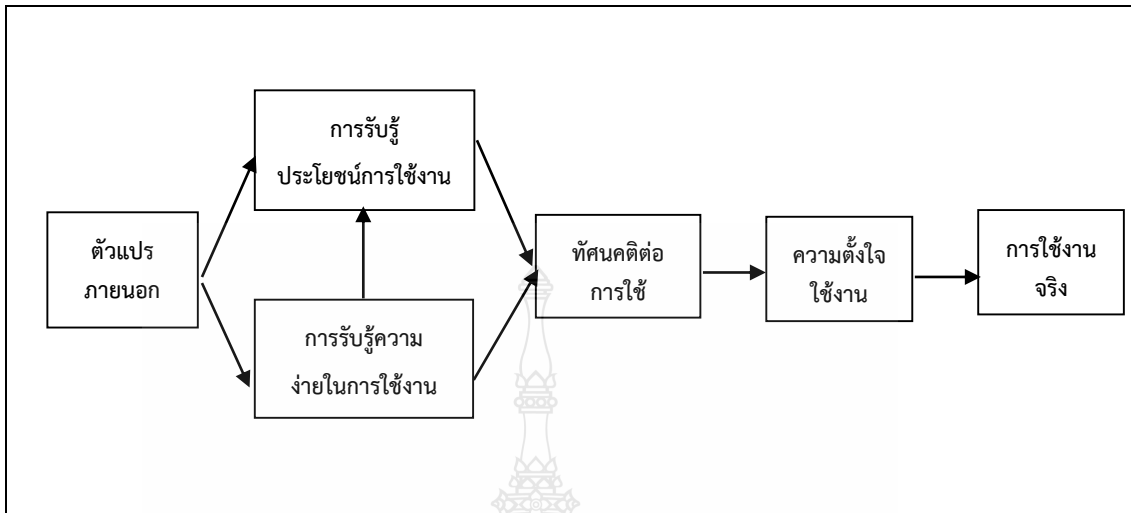 การรับรู้
ประโยชน์การใช้งาน
ตัวแปร
ภายนอก
การรับรู้ความ
ง่ายในการใช้งาน
ทัศนคติต่อ
การใช้
ความตั้งใจ
ใช้งาน
การใช้งาน
จริง